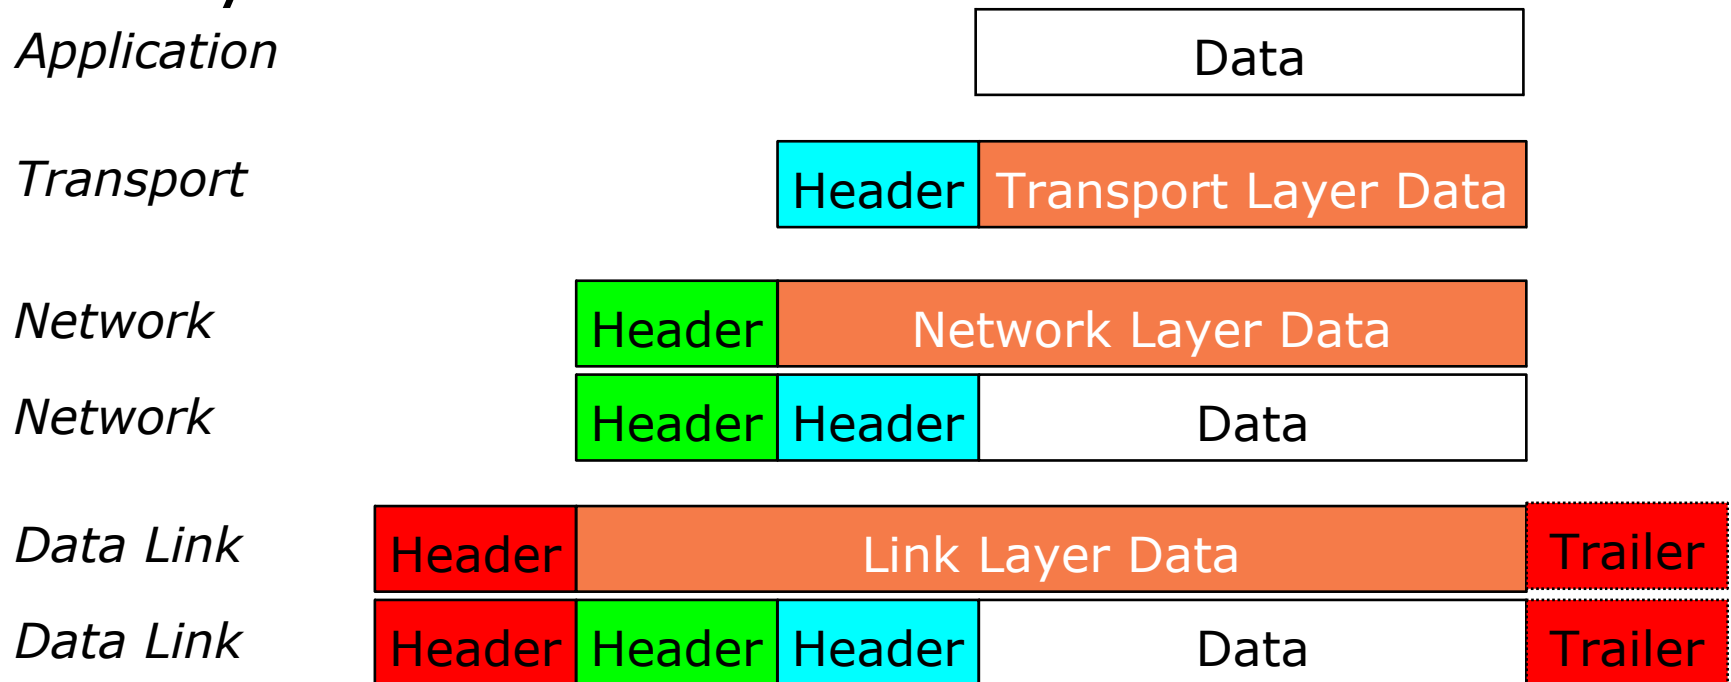 Application Data
Transport Header Transport Layer Data
Network Header Network Layer Data
Network Header Header Data
Data Link Header Link Layer Data Trailer
Data Link Header Header Header Data Trailer